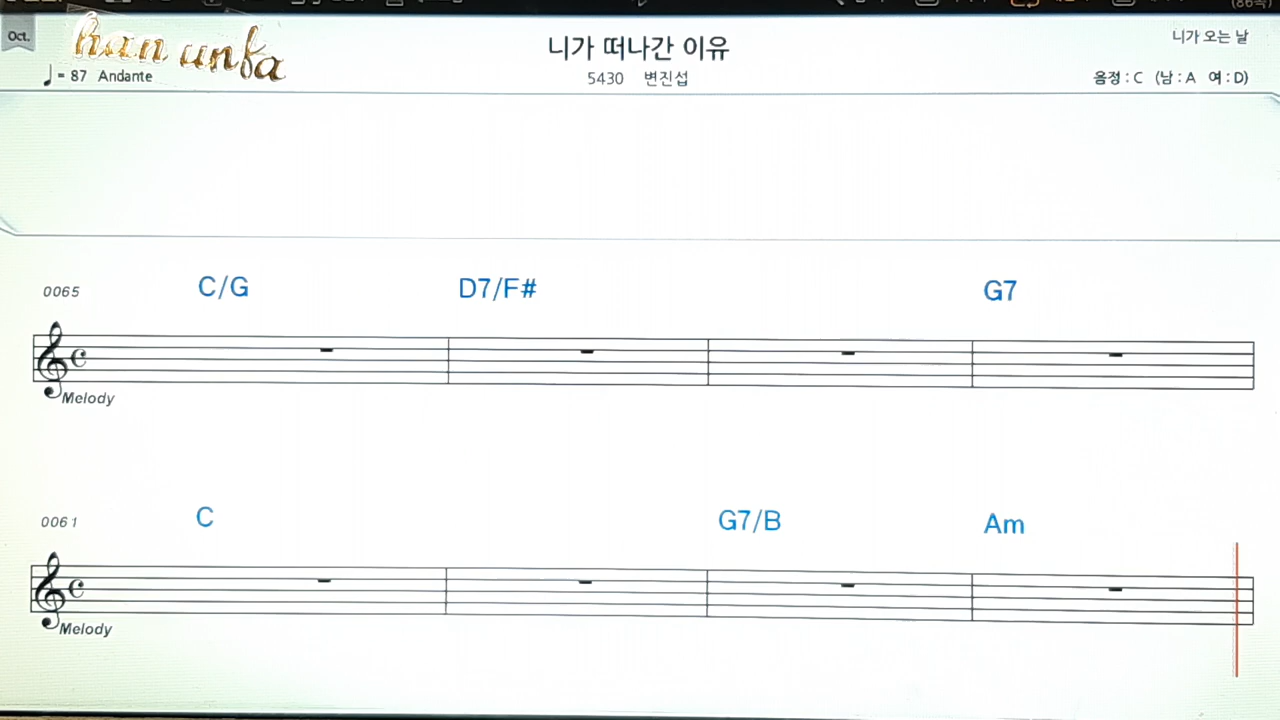 Oct.
han unfa
니가 떠나간 이유
니가 오는 날
♩= 87 Andante
5430 변진섭
음정 : C (남 : A 여 : D)
0065 C/G D7/F# G7
Melody
0061 C G7/B Am
Melody